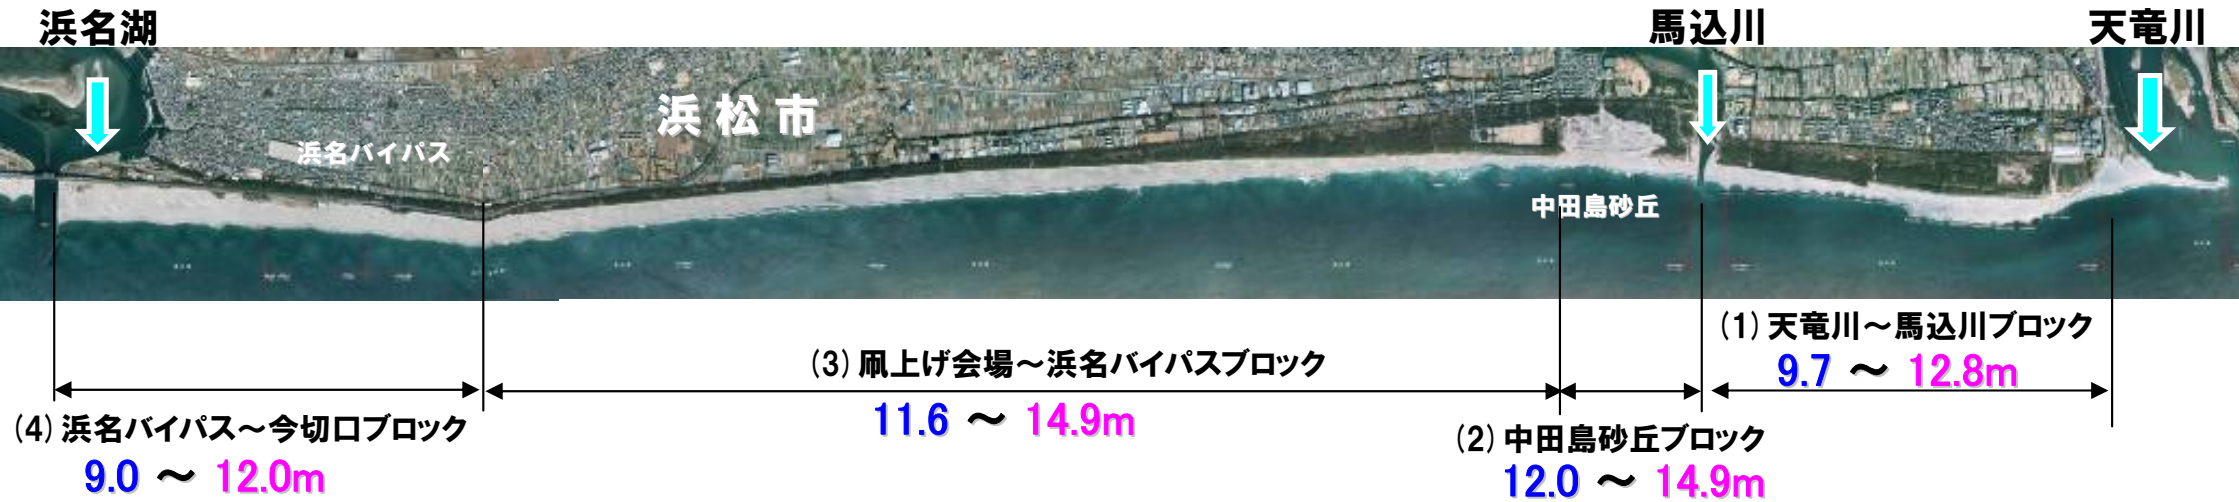 浜名湖
馬込川
天竜川
浜松市
浜名バイパス
中田島砂丘
(1) 天竜川～馬込川ブロック
9.7 ～ 12.8m
(3) 凧上げ会場～浜名バイパスブロック
11.6 ～ 14.9m
(4) 浜名バイパス～今切口ブロック
9.0 ～ 12.0m
(2) 中田島砂丘ブロック
12.0 ～ 14.9m